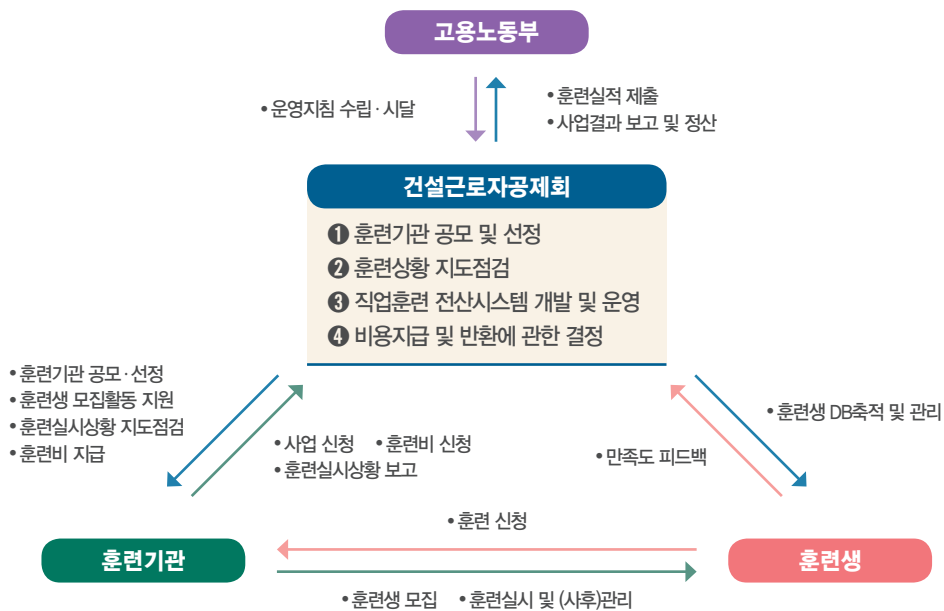 고용노동부
• 운영지침 수립 · 시달
• 훈련실적 제출
• 사업결과 보고 및 정산
건설근로자공제회
❶ 훈련기관 공모 및 선정
❷ 훈련상황 지도점검
❸ 직업훈련 전산시스템 개발 및 운영
❹ 비용지급 및 반환에 관한 결정
• 훈련기관 공모 · 선정
• 훈련생 모집활동 지원
• 훈련실시상황 지도점검
• 훈련비 지급
• 사업 신청 • 훈련비 신청
• 훈련실시상황 보고
• 만족도 피드백
• 훈련생 DB축적 및 관리
• 훈련 신청
훈련기관
훈련생
• 훈련생 모집 • 훈련실시 및 (사후)관리